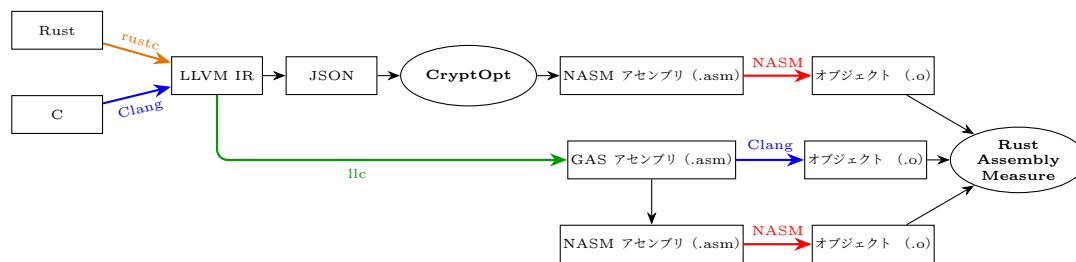 Rust
rustc
LLVM IR
JSON
CryptOpt
NASM アセンブリ (.asm)
NASM
オブジェクト (.o)
C
Clang
llc
GAS アセンブリ (.asm)
Clang
オブジェクト (.o)
Rust
Assembly
Measure
NASM アセンブリ (.asm)
NASM
オブジェクト (.o)